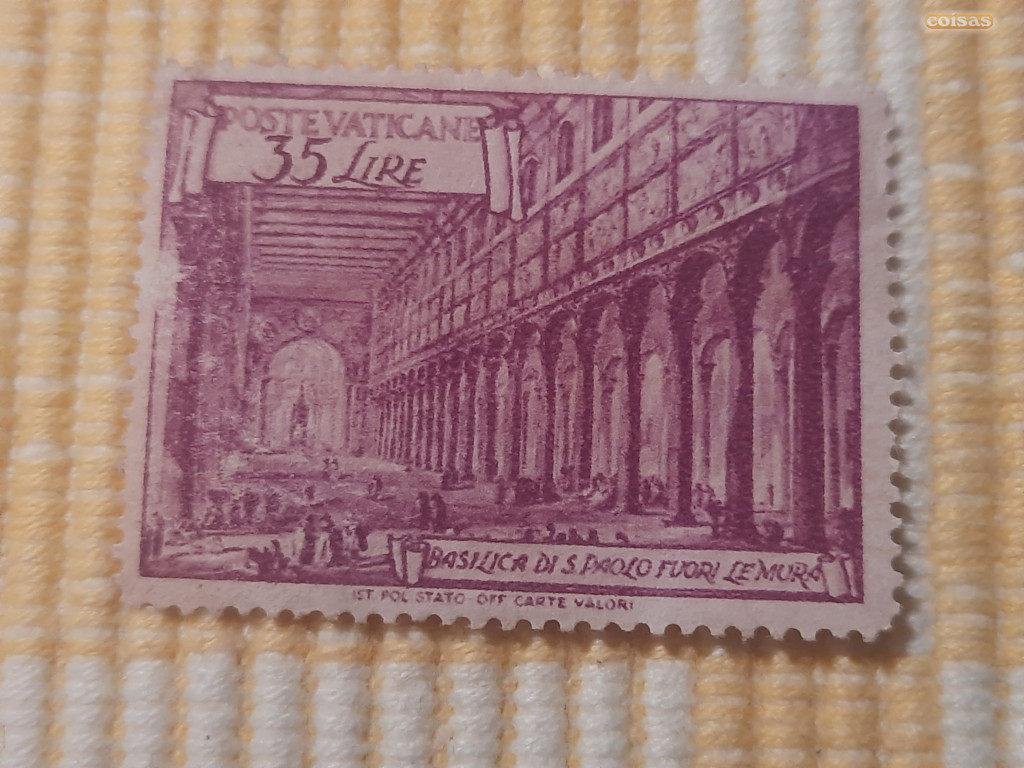 coisas
POSTE VATICANE
35 LIRE
BASILICA DI S. PAOLO FUORI LE MURA
IST POL STATO - OFF CARTE VALORI